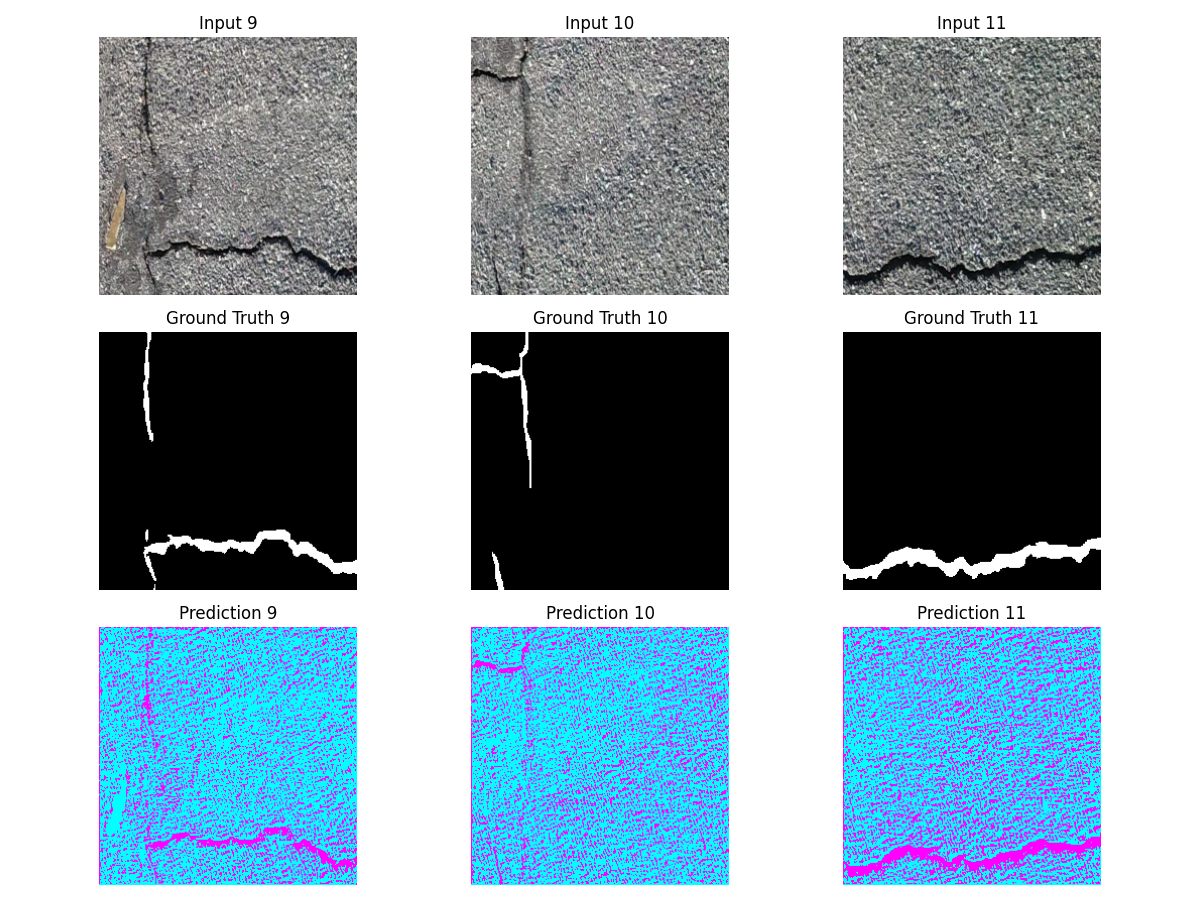 Input 9
Input 10
Input 11
Ground Truth 9
Ground Truth 10
Ground Truth 11
Prediction 9
Prediction 10
Prediction 11